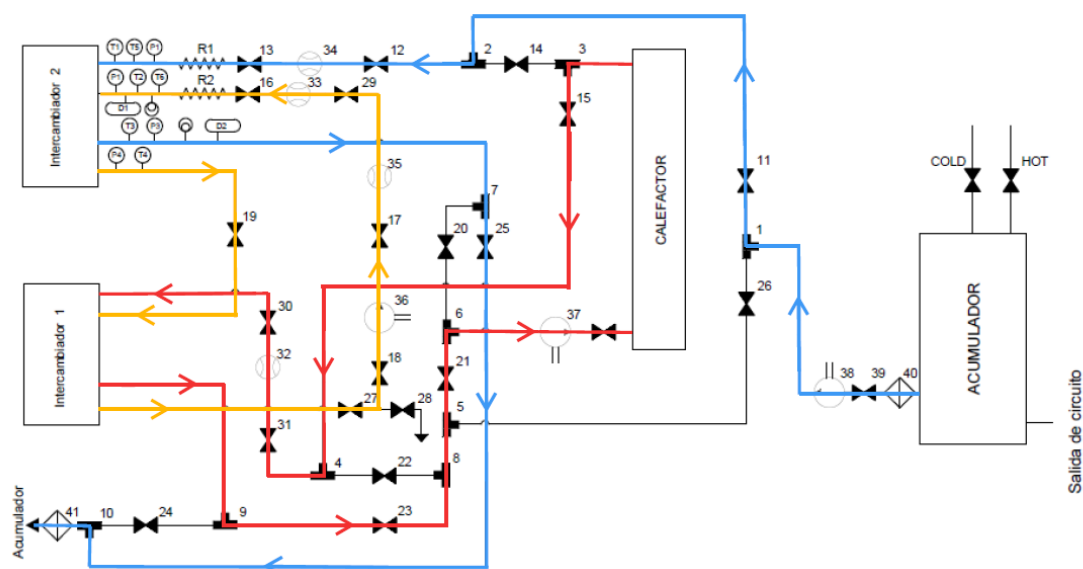 T1 T5 P1 R1 13 34 12 2 14 3
Intercambiador 2
P1 T2 T6 R2 16 33 29
D1
15
T3 P3 D2
P4 T4
35
CALEFACTOR
11
COLD HOT
7
19
17
20 25
1
26
30
36
6
37
ACUMULADOR
Intercambiador 1
32
18
21
38 39 40
27 28
5
31
4 22 8
Salida de circuito
Acumulador
41 10 24 9 23